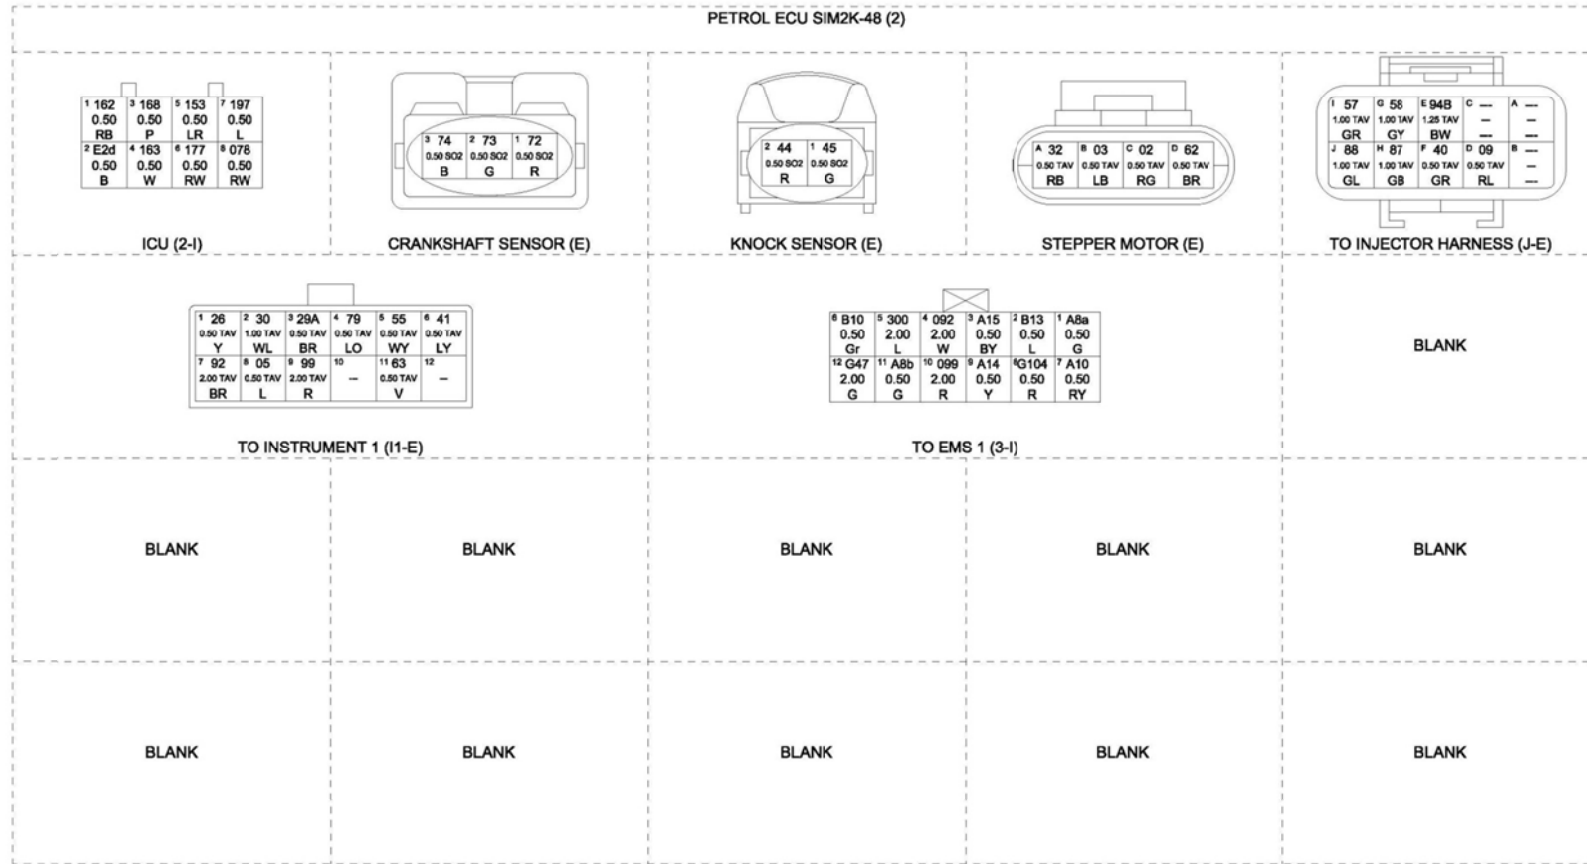 PETROL ECU SIM2K-48 (2)
1 162 3 168 5 153 7 197
0.50 0.50 0.50 0.50
RB P LR L
2 E2d 4 163 6 177 8 078
0.50 0.50 0.50 0.50
B W RW RW
ICU (2-I)
3 74 2 73 1 72
0.50 SO2 0.50 SO2 0.50 SO2
B G R
CRANKSHAFT SENSOR (E)
2 44 1 45
0.50 SO2 0.50 SO2
R G
KNOCK SENSOR (E)
A 32 B 03 C 02 D 62
0.50 TAV 0.50 TAV 0.50 TAV 0.50 TAV
RB LB RG BR
STEPPER MOTOR (E)
I 57 G 58 E 94B C --- A ---
1.00 TAV 1.00 TAV 1.25 TAV -- --
GR GY BW --- ---
J 88 H 87 F 40 D 09 B ---
1.00 TAV 1.00 TAV 0.50 TAV 0.50 TAV --
GL GB GR RL ---
TO INJECTOR HARNESS (J-E)
1 26 2 30 3 29A 4 79 5 55 6 41
0.50 TAV 1.00 TAV 0.50 TAV 0.50 TAV 0.50 TAV 0.50 TAV
Y WL BR LO WY LY
7 92 8 05 9 99 10 11 63 12
2.00 TAV 0.50 TAV 2.00 TAV -- 0.50 TAV --
BR L R V
TO INSTRUMENT 1 (I1-E)
6 B10 5 300 4 092 3 A15 2 B13 1 A8a
0.50 2.00 2.00 0.50 0.50 0.50
Gr L W BY L G
12 G47 11 A8b 10 099 9 A14 8 G104 7 A10
2.00 0.50 2.00 0.50 0.50 0.50
G G R Y R RY
TO EMS 1 (3-I)
BLANK
BLANK BLANK BLANK BLANK BLANK
BLANK BLANK BLANK BLANK BLANK